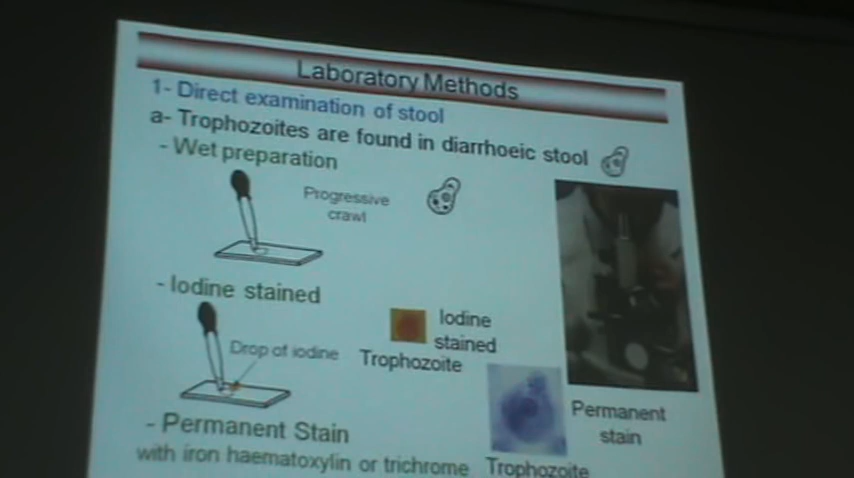 Laboratory Methods
1- Direct examination of stool
a- Trophozoites are found in diarrhoeic stool
- Wet preparation
Progressive
crawl
- Iodine stained
Drop of iodine
Iodine
stained
Trophozoite
Permanent
stain
- Permanent Stain
with iron haematoxylin or trichrome
Trophozoite